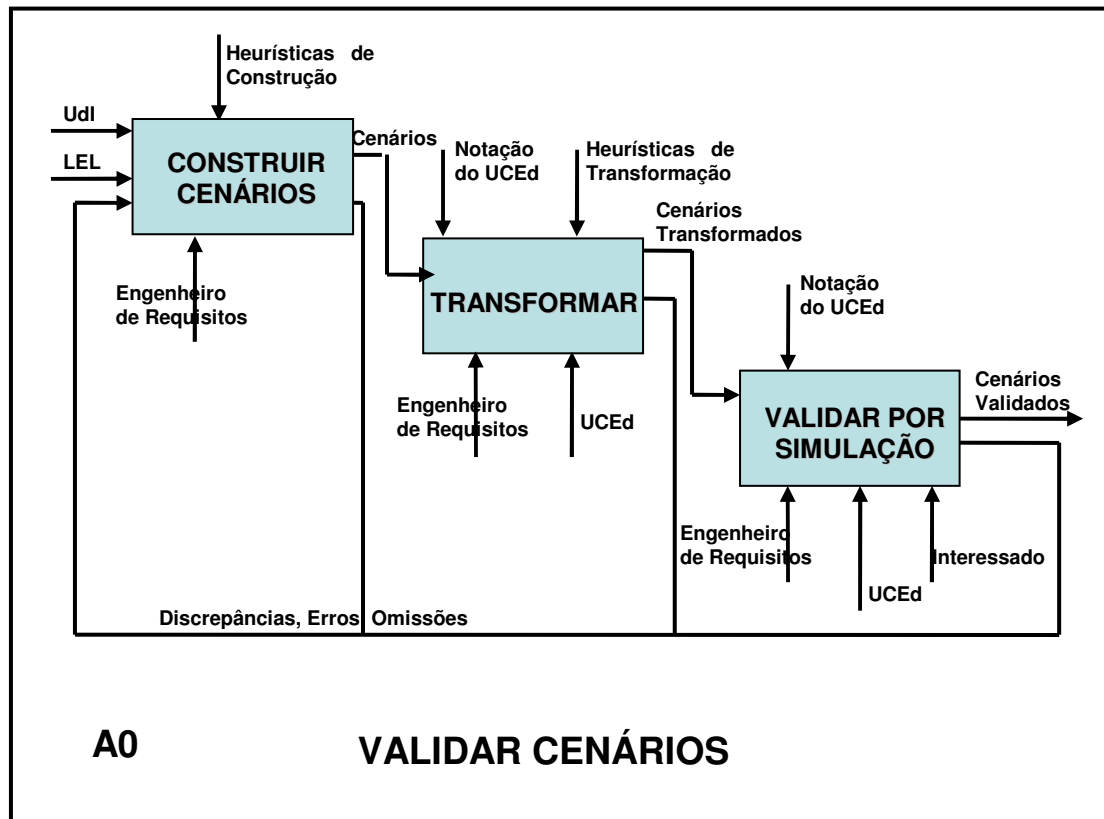 Heurísticas de
Construção
UdI
LEL
CONSTRUIR
CENÁRIOS
Cenários
Notação
do UCEd
Heurísticas de
Transformação
Cenários
Transformados
Engenheiro
de Requisitos
TRANSFORMAR
Notação
do UCEd
Engenheiro
de Requisitos
UCEd
VALIDAR POR
SIMULAÇÃO
Cenários
Validados
Engenheiro
de Requisitos
Interessado
UCEd
Discrepâncias, Erros Omissões
A0
VALIDAR CENÁRIOS